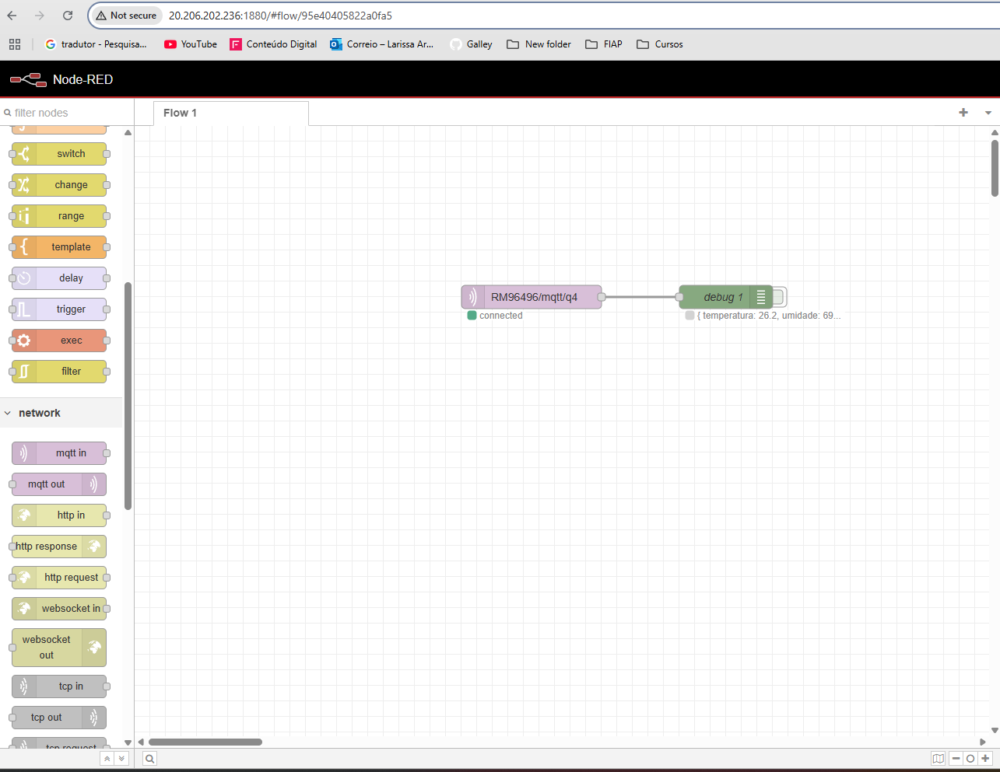 Not secure 20.206.202.236:1880/#flow/95e40405822a0fa5
tradutor - Pesquisa... YouTube Conteúdo Digital Correio – Larissa Ar... Galley New folder FIAP Cursos
Node-RED
filter nodes
Flow 1
switch
change
range
template
delay
trigger
exec
filter
network
mqtt in
mqtt out
http in
http response
http request
websocket in
websocket
out
tcp in
tcp out
tcp request
RM96496/mqtt/q4
connected
debug 1
{ temperatura: 26.2, umidade: 69...